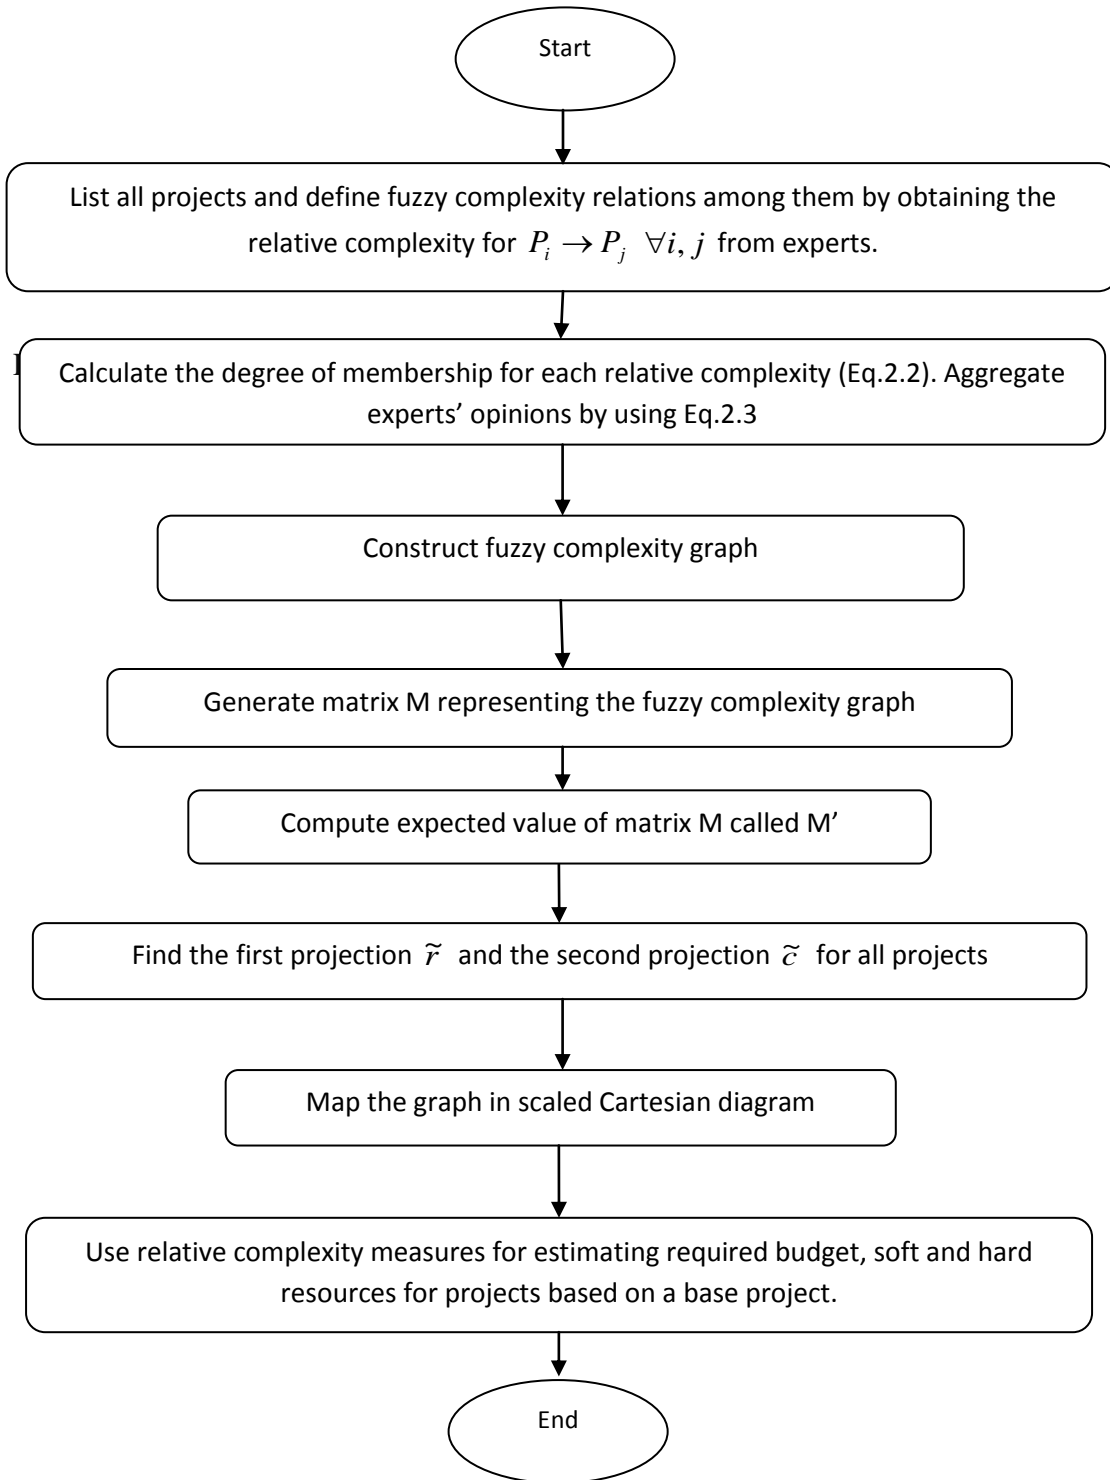 Start
List all projects and define fuzzy complexity relations among them by obtaining the
relative complexity for P_i → P_j ∀i, j from experts.
Calculate the degree of membership for each relative complexity (Eq.2.2). Aggregate
experts’ opinions by using Eq.2.3
Construct fuzzy complexity graph
Generate matrix M representing the fuzzy complexity graph
Compute expected value of matrix M called M’
Find the first projection r̃ and the second projection c̃ for all projects
Map the graph in scaled Cartesian diagram
Use relative complexity measures for estimating required budget, soft and hard
resources for projects based on a base project.
End